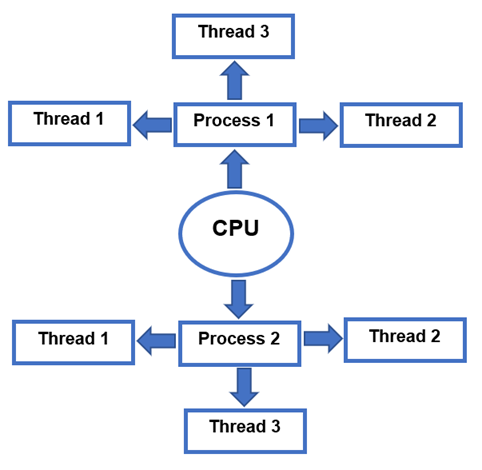 Thread 3
Thread 1
Process 1
Thread 2
CPU
Thread 1
Process 2
Thread 2
Thread 3